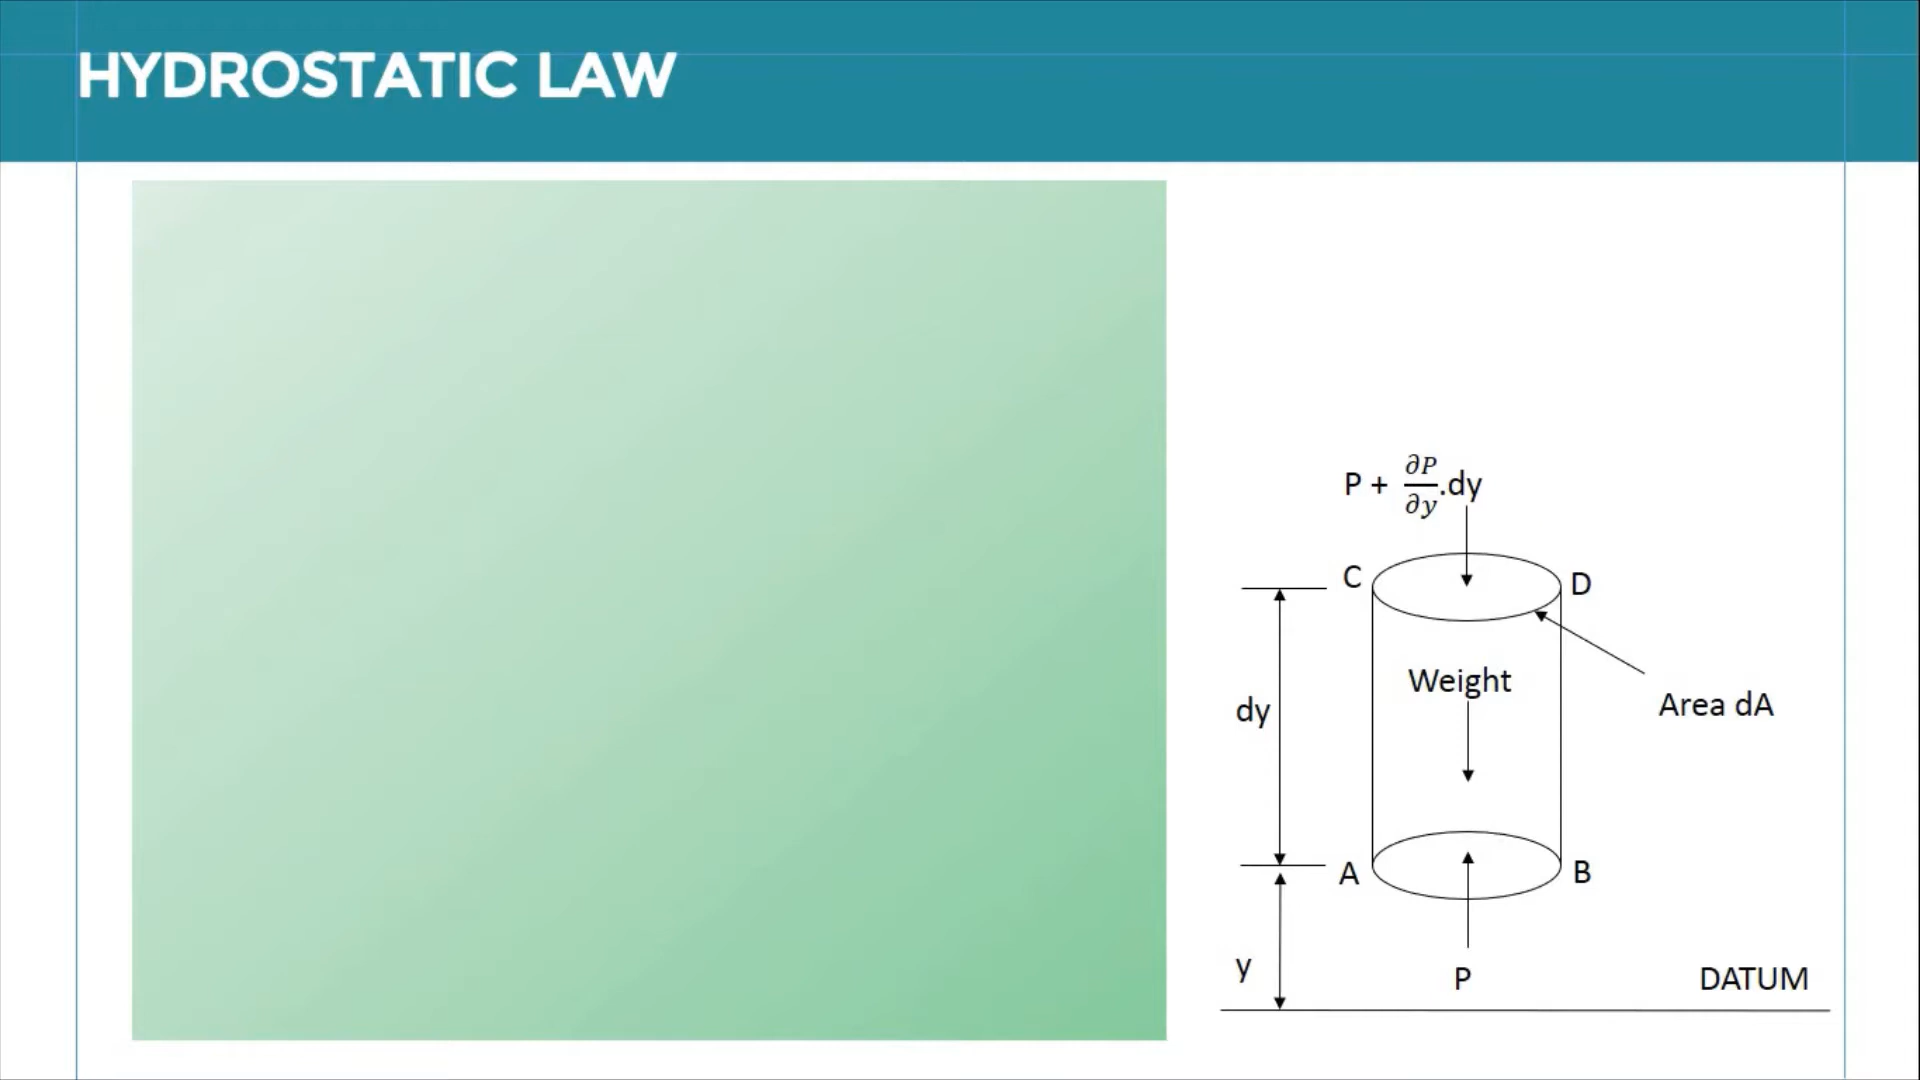 HYDROSTATIC LAW
P + ∂P/∂y .dy
C
D
Weight
Area dA
dy
A
B
y
P
DATUM